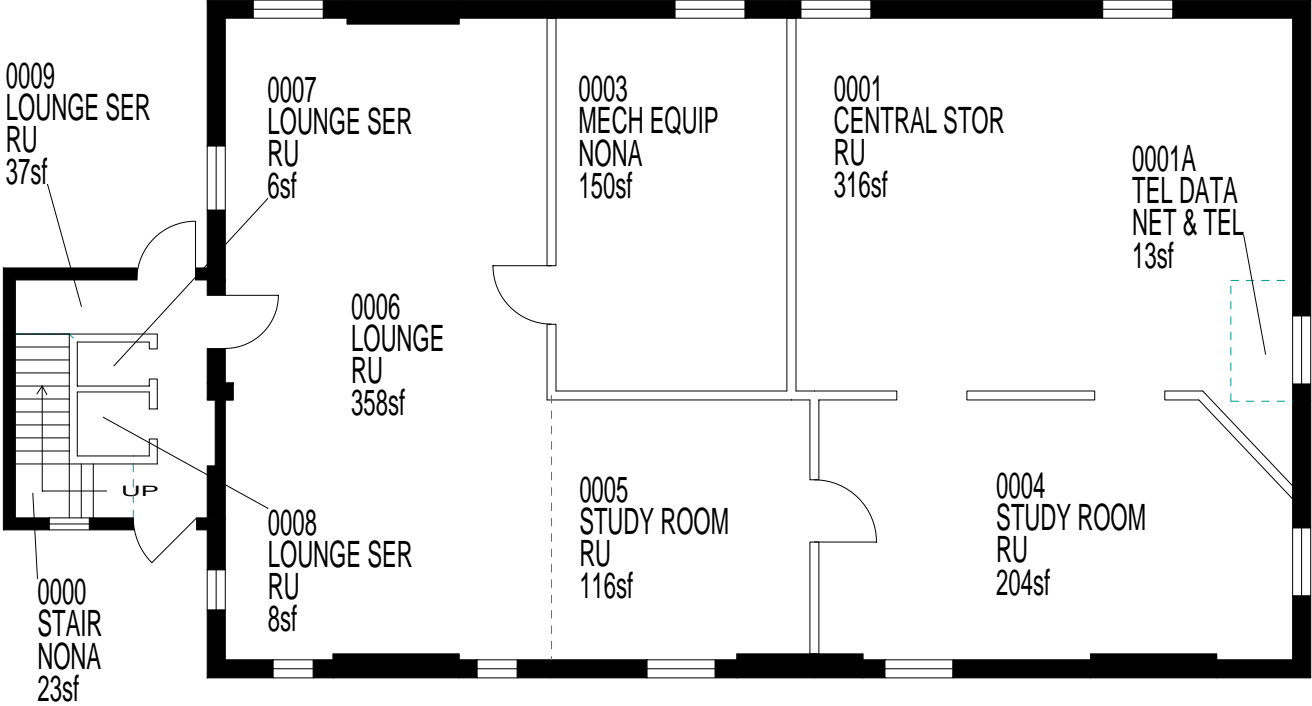 0009
LOUNGE SER
RU
37sf
0007
LOUNGE SER
RU
6sf
0003
MECH EQUIP
NONA
150sf
0001
CENTRAL STOR
RU
316sf
0001A
TEL DATA
NET & TEL
13sf
0006
LOUNGE
RU
358sf
UP
0008
LOUNGE SER
RU
8sf
0005
STUDY ROOM
RU
116sf
0004
STUDY ROOM
RU
204sf
0000
STAIR
NONA
23sf